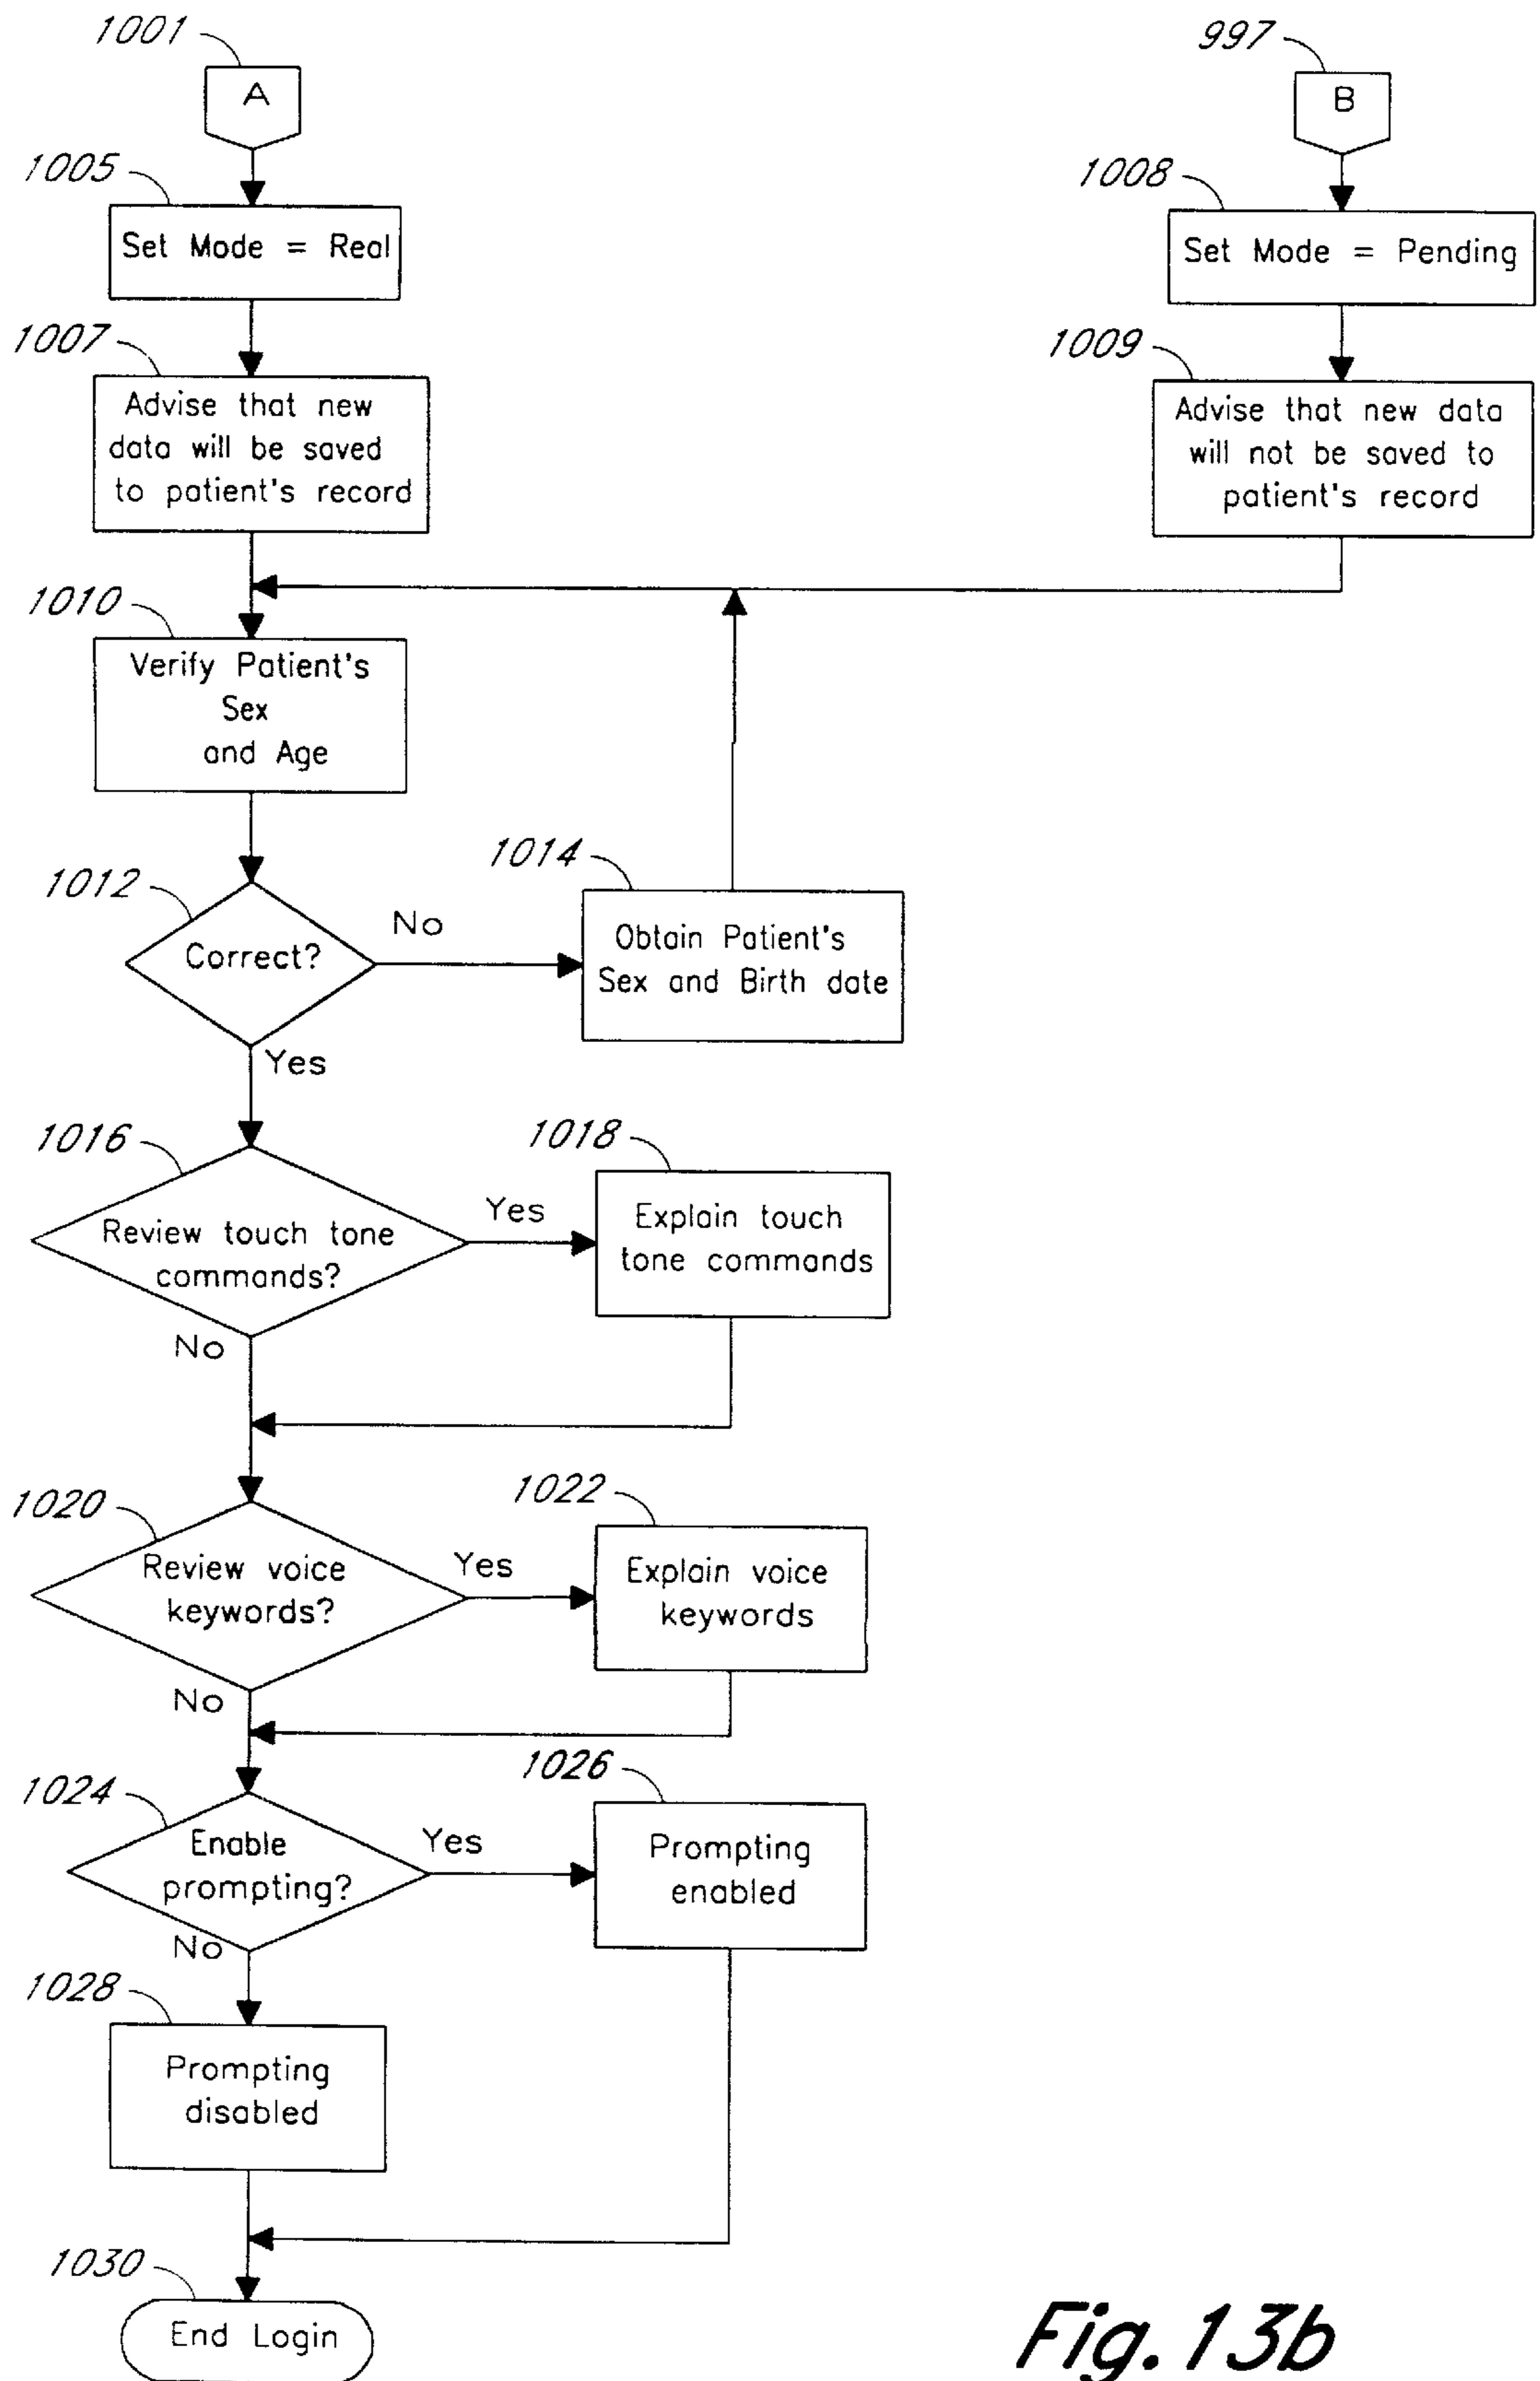 1001
A
997
B
1005
Set Mode = Real
1008
Set Mode = Pending
1007
Advise that new
data will be saved
to patient's record
1009
Advise that new data
will not be saved to
patient's record
1010
Verify Patient's
Sex
and Age
1012
Correct?
No
1014
Obtain Patient's
Sex and Birth date
Yes
1016
Review touch tone
commands?
Yes
1018
Explain touch
tone commands
No
1020
Review voice
keywords?
Yes
1022
Explain voice
keywords
No
1024
Enable
prompting?
Yes
1026
Prompting
enabled
No
1028
Prompting
disabled
1030
End Login
Fig. 13b